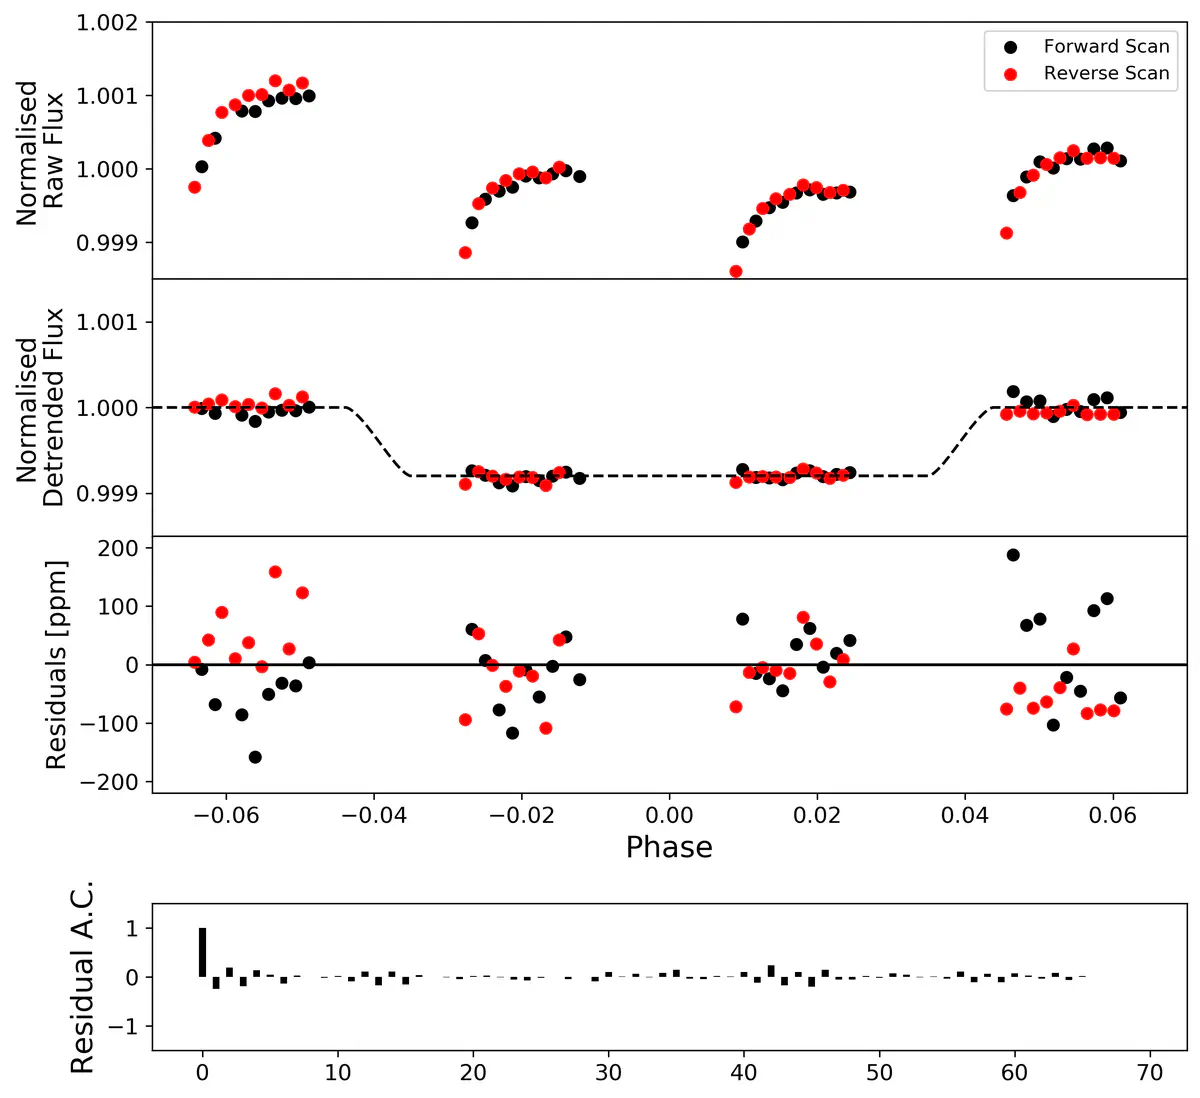 Normalised
Raw Flux
1.002
1.001
1.000
0.999
Forward Scan
Reverse Scan
Normalised
Detrended Flux
1.001
1.000
0.999
Residuals [ppm]
200
100
0
−100
−200
−0.06 −0.04 −0.02 0.00 0.02 0.04 0.06
Phase
Residual A.C.
1
0
−1
0 10 20 30 40 50 60 70